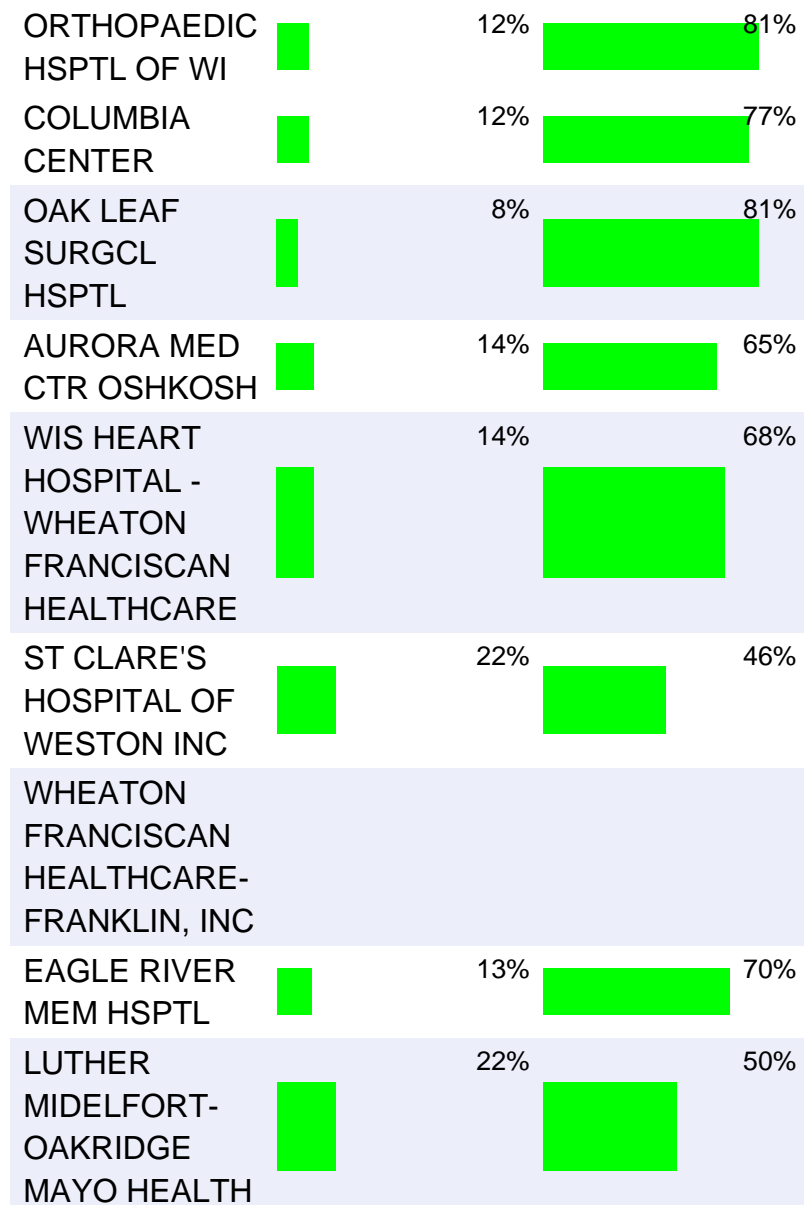 ORTHOPAEDIC 12% 81%
HSPTL OF WI
COLUMBIA 12% 77%
CENTER
OAK LEAF 8% 81%
SURGCL
HSPTL
AURORA MED 14% 65%
CTR OSHKOSH
WIS HEART 14% 68%
HOSPITAL -
WHEATON
FRANCISCAN
HEALTHCARE
ST CLARE'S 22% 46%
HOSPITAL OF
WESTON INC
WHEATON
FRANCISCAN
HEALTHCARE-
FRANKLIN, INC
EAGLE RIVER 13% 70%
MEM HSPTL
LUTHER 22% 50%
MIDELFORT-
OAKRIDGE
MAYO HEALTH